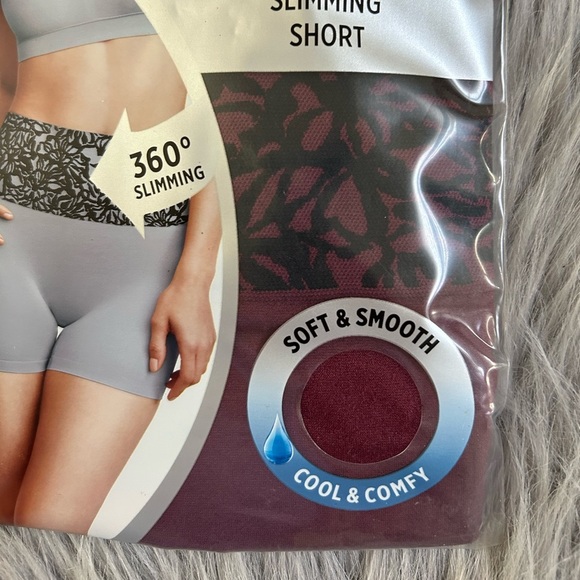 SLIMMING
SHORT
360°
SLIMMING
SOFT & SMOOTH
COOL & COMFY